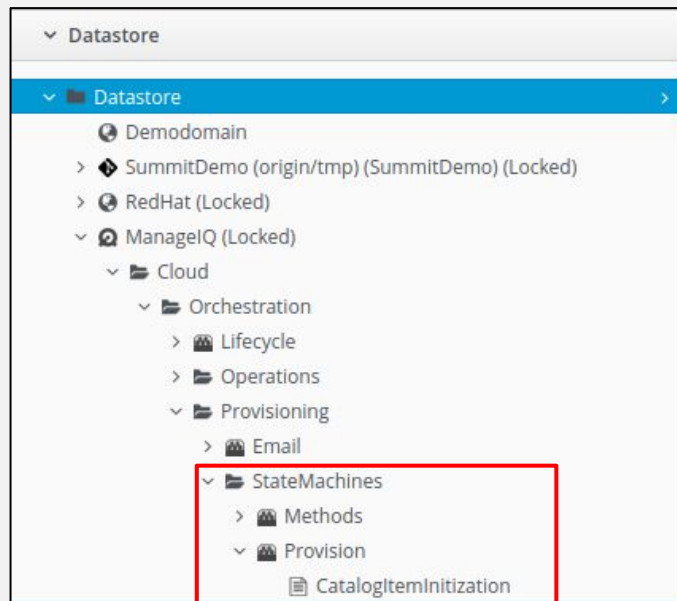 Datastore
Datastore
Demodomain
SummitDemo (origin/tmp) (SummitDemo) (Locked)
RedHat (Locked)
ManageIQ (Locked)
Cloud
Orchestration
Lifecycle
Operations
Provisioning
Email
StateMachines
Methods
Provision
CatalogItemInitization